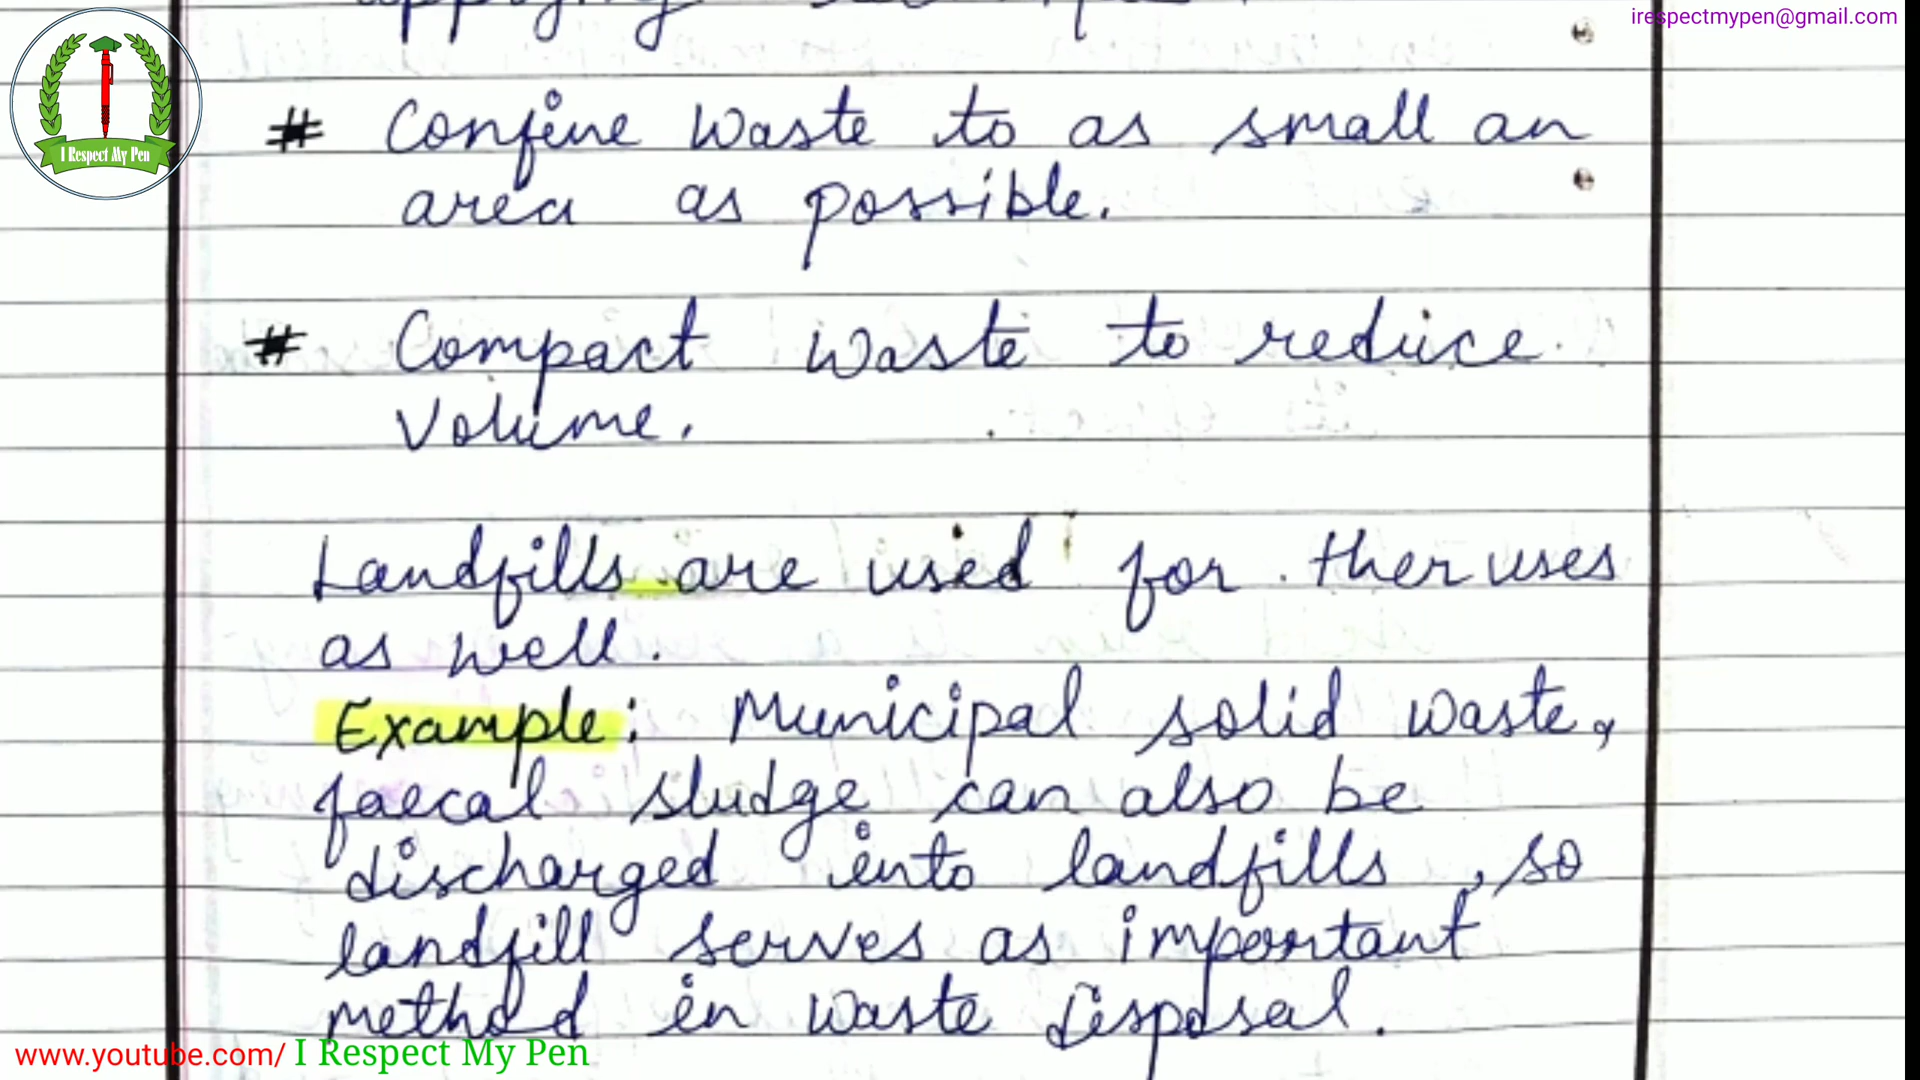 applying
irespectmypen@gmail.com
# Confine waste to as small an
area as possible.
I Respect My Pen
# Compact waste to reduce
volume.
Landfills are used for ther uses
as well.
Example: Municipal solid waste,
faecal sludge can also be
discharged into landfills, so
landfill serves as important
method in waste disposal.
www.youtube.com/ I Respect My Pen